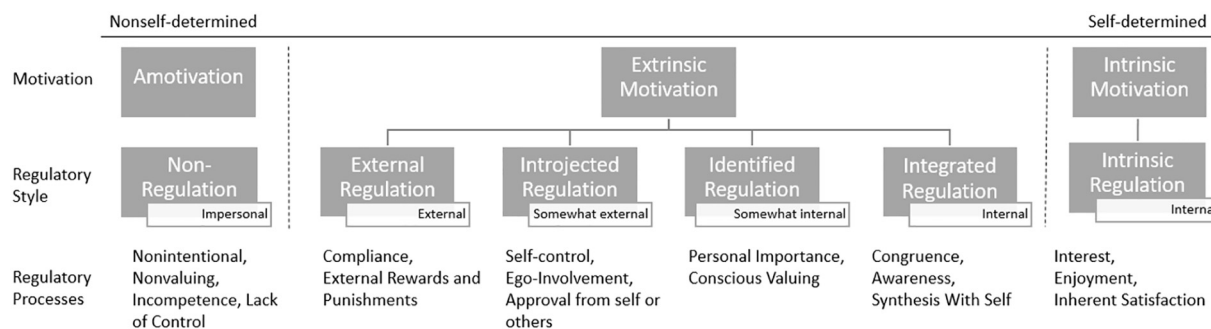 Nonself-determined
Self-determined
Motivation
Amotivation
Extrinsic
Motivation
Intrinsic
Motivation
Regulatory
Style
Non-
Regulation
Impersonal
External
Regulation
External
Introjected
Regulation
Somewhat external
Identified
Regulation
Somewhat internal
Integrated
Regulation
Internal
Intrinsic
Regulation
Interna
Regulatory
Processes
Nonintentional,
Nonvaluing,
Incompetence, Lack
of Control
Compliance,
External Rewards and
Punishments
Self-control,
Ego-Involvement,
Approval from self or
others
Personal Importance,
Conscious Valuing
Congruence,
Awareness,
Synthesis With Self
Interest,
Enjoyment,
Inherent Satisfaction